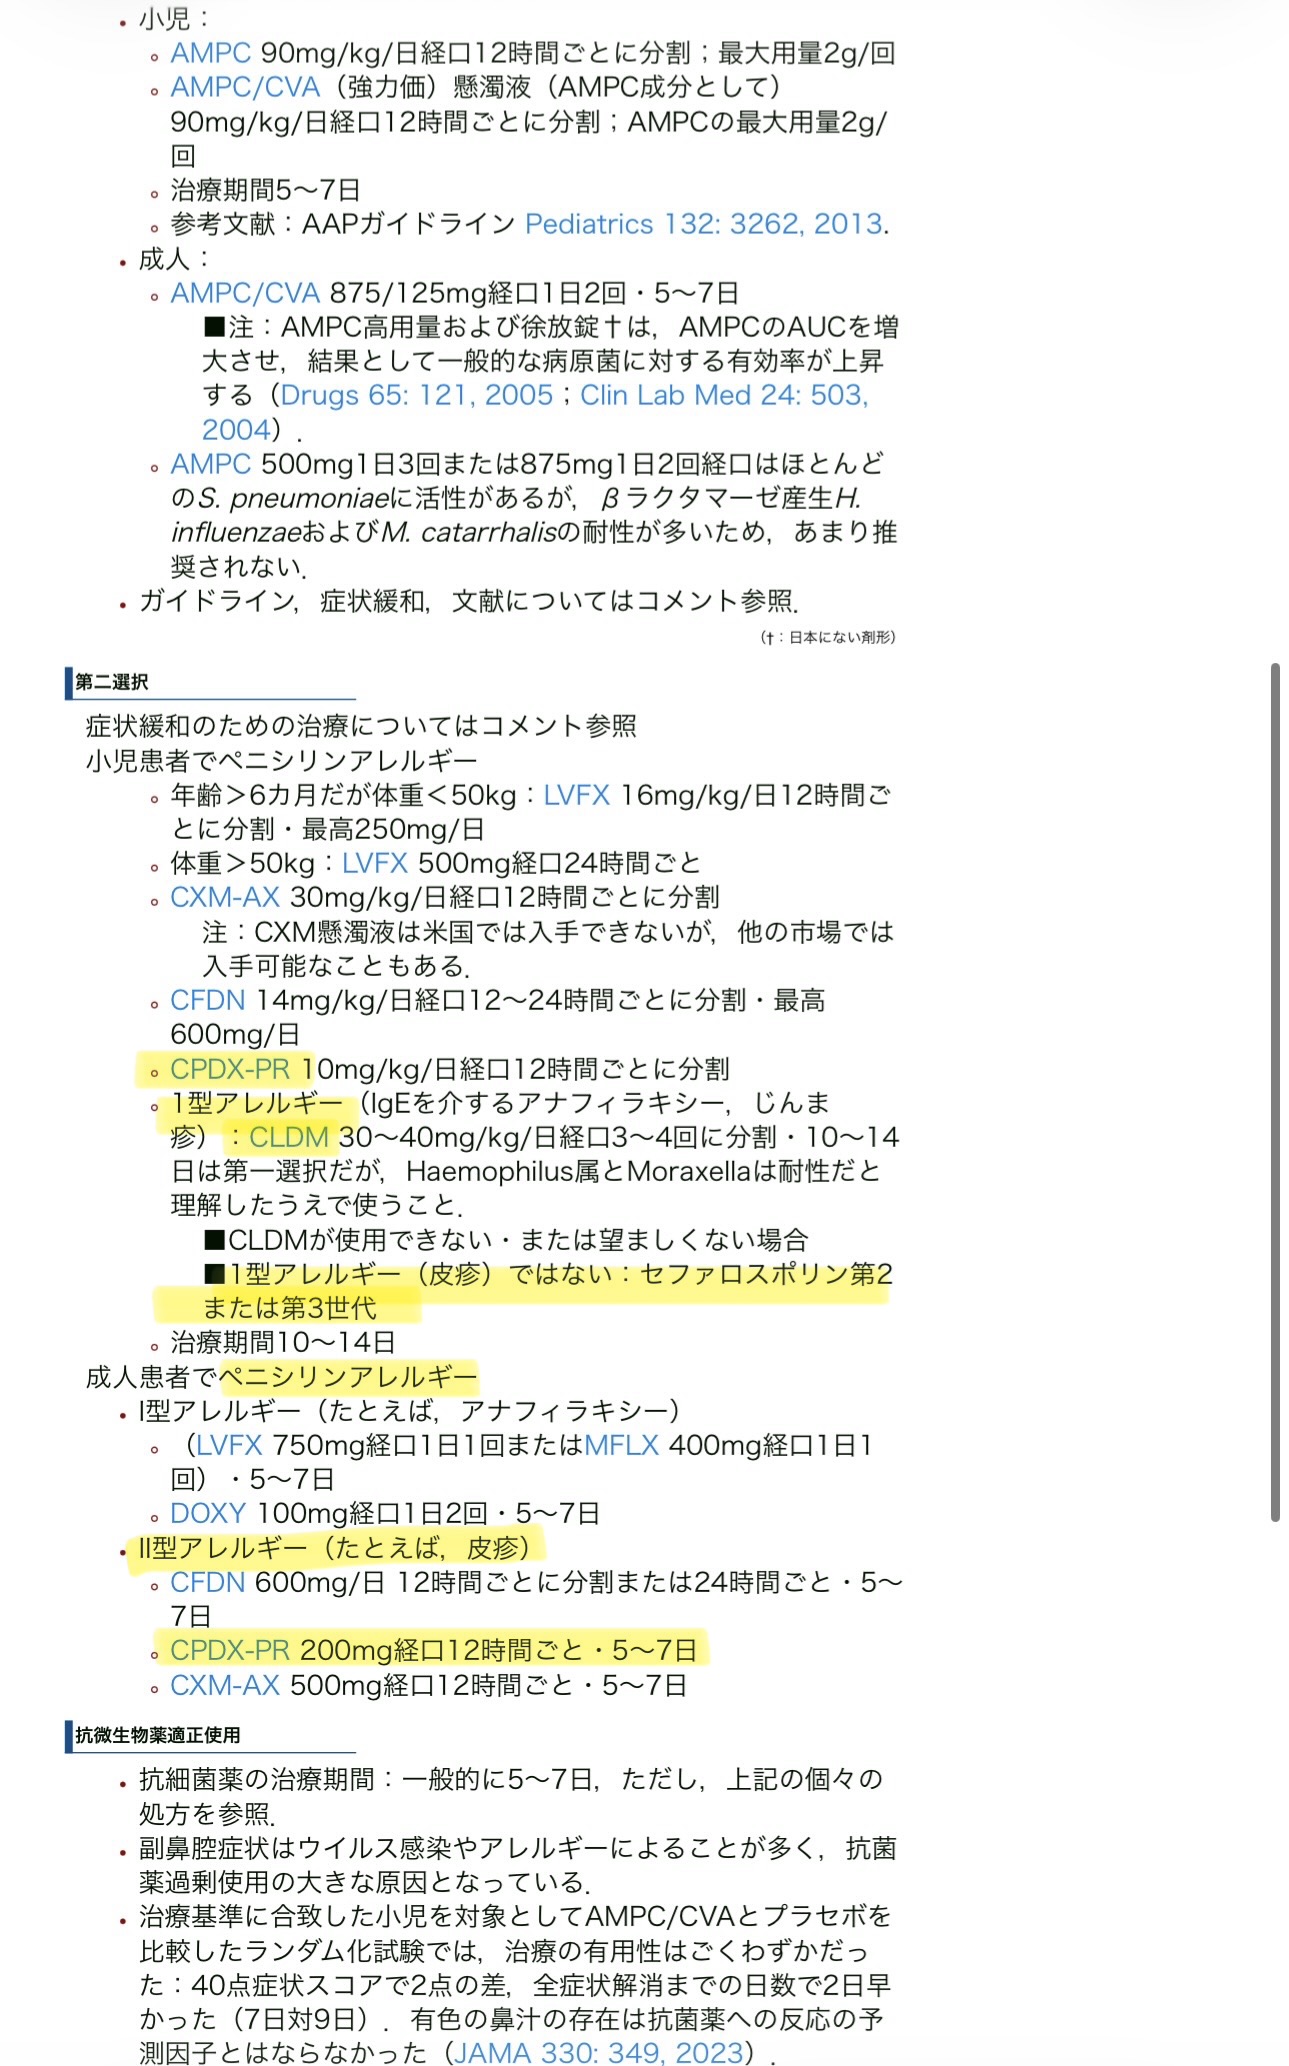 • 小児：
◦ AMPC 90mg/kg/日経口12時間ごとに分割；最大用量2g/回
◦ AMPC/CVA（強力価）懸濁液（AMPC成分として）
90mg/kg/日経口12時間ごとに分割；AMPCの最大用量2g/
回
◦ 治療期間5〜7日
◦ 参考文献：AAPガイドライン Pediatrics 132: 3262, 2013.
• 成人：
◦ AMPC/CVA 875/125mg経口1日2回・5〜7日
■注：AMPC高用量および徐放錠†は，AMPCのAUCを増
大させ，結果として一般的な病原菌に対する有効率が上昇
する（Drugs 65: 121, 2005；Clin Lab Med 24: 503,
2004）．
◦ AMPC 500mg1日3回または875mg1日2回経口はほとんど
のS. pneumoniaeに活性があるが，βラクタマーゼ産生H.
influenzaeおよびM. catarrhalisの耐性が多いため，あまり推
奨されない．
• ガイドライン，症状緩和，文献についてはコメント参照．
（†：日本にない剤形）
第二選択
症状緩和のための治療についてはコメント参照
小児患者でペニシリンアレルギー
◦ 年齢＞6カ月だが体重＜50kg：LVFX 16mg/kg/日12時間ご
とに分割・最高250mg/日
◦ 体重＞50kg：LVFX 500mg経口24時間ごと
◦ CXM-AX 30mg/kg/日経口12時間ごとに分割
注：CXM懸濁液は米国では入手できないが，他の市場では
入手可能なこともある．
◦ CFDN 14mg/kg/日経口12〜24時間ごとに分割・最高
600mg/日
◦ CPDX-PR 10mg/kg/日経口12時間ごとに分割
◦ 1型アレルギー（IgEを介するアナフィラキシー，じんま
疹）：CLDM 30〜40mg/kg/日経口3〜4回に分割・10〜14
日は第一選択だが，Haemophilus属とMoraxellaは耐性だと
理解したうえで使うこと．
■CLDMが使用できない・または望ましくない場合
■1型アレルギー（皮疹）ではない：セファロスポリン第2
または第3世代
◦ 治療期間10〜14日
成人患者でペニシリンアレルギー
• I型アレルギー（たとえば，アナフィラキシー）
◦ （LVFX 750mg経口1日1回またはMFLX 400mg経口1日1
回）・5〜7日
◦ DOXY 100mg経口1日2回・5〜7日
• II型アレルギー（たとえば，皮疹）
◦ CFDN 600mg/日 12時間ごとに分割または24時間ごと・5〜
7日
◦ CPDX-PR 200mg経口12時間ごと・5〜7日
◦ CXM-AX 500mg経口12時間ごと・5〜7日
抗微生物薬適正使用
• 抗細菌薬の治療期間：一般的に5〜7日，ただし，上記の個々の
処方を参照．
• 副鼻腔症状はウイルス感染やアレルギーによることが多く，抗菌
薬過剰使用の大きな原因となっている．
• 治療基準に合致した小児を対象としてAMPC/CVAとプラセボを
比較したランダム化試験では，治療の有用性はごくわずかだっ
た：40点症状スコアで2点の差，全症状解消までの日数で2日早
かった（7日対9日）．有色の鼻汁の存在は抗菌薬への反応の予
測因子とはならなかった（JAMA 330: 349, 2023）．